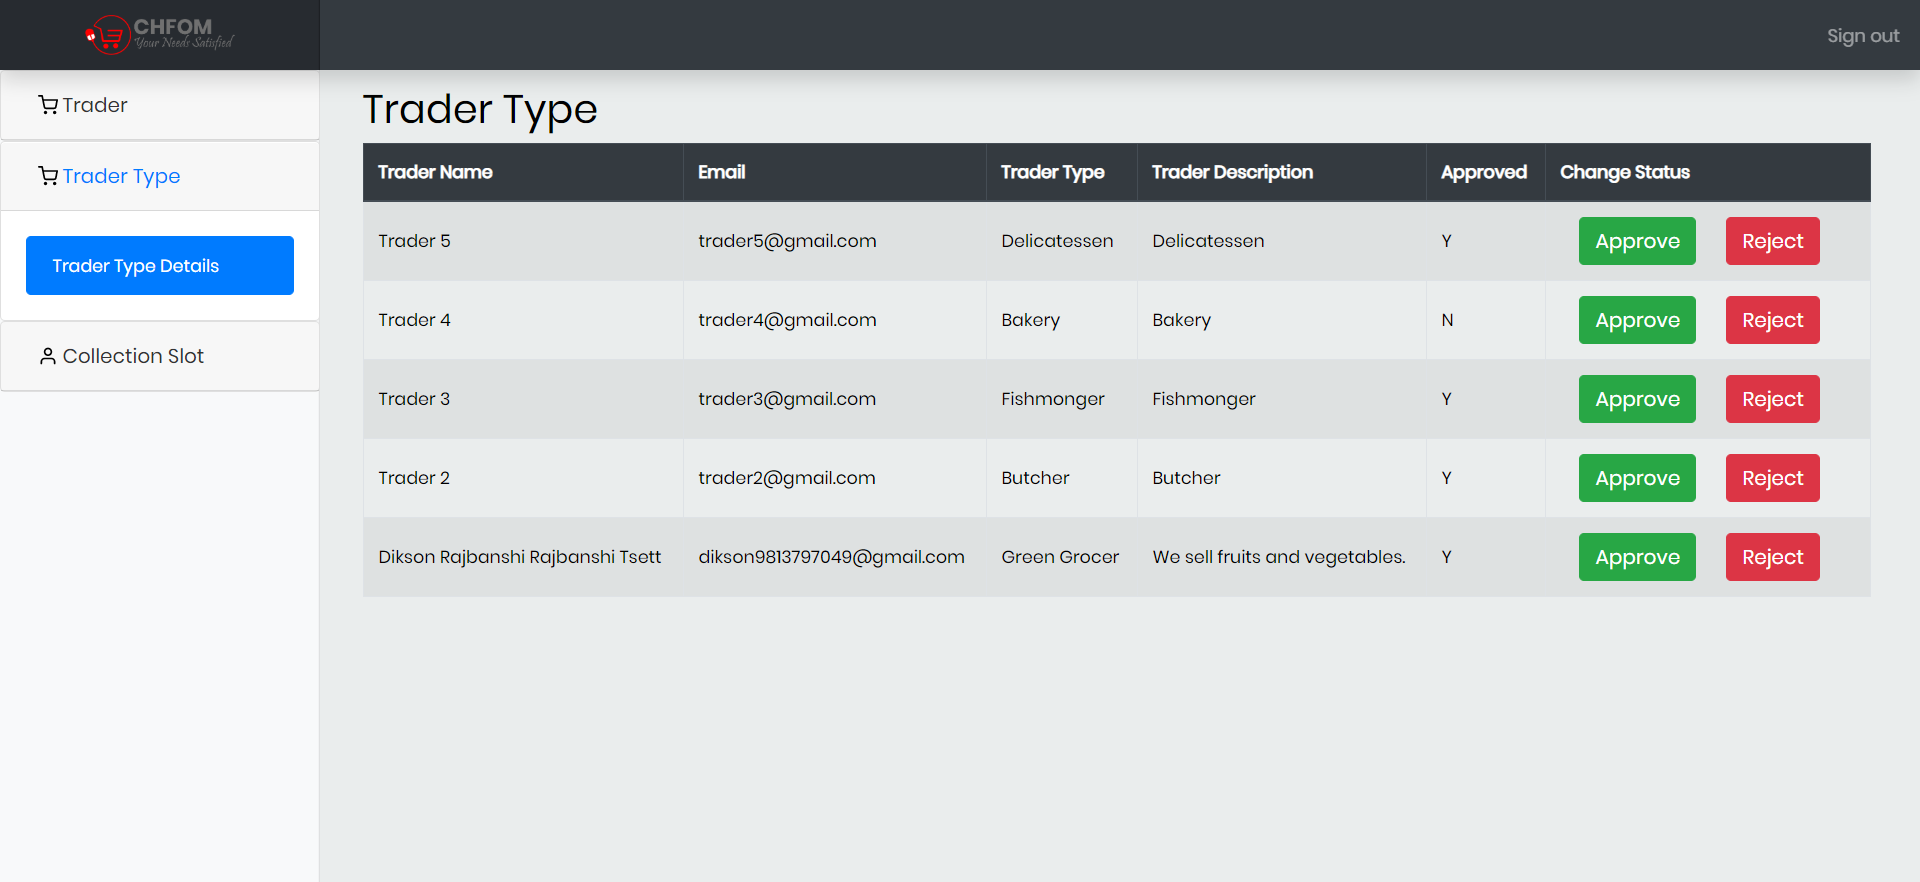 CHFOM
Your Needs Satisfied
Sign out
Trader
Trader Type
Trader Type Details
Collection Slot
Trader Type
Trader Name Email Trader Type Trader Description Approved Change Status
Trader 5 trader5@gmail.com Delicatessen Delicatessen Y Approve Reject
Trader 4 trader4@gmail.com Bakery Bakery N Approve Reject
Trader 3 trader3@gmail.com Fishmonger Fishmonger Y Approve Reject
Trader 2 trader2@gmail.com Butcher Butcher Y Approve Reject
Dikson Rajbanshi Rajbanshi Tsett dikson9813797049@gmail.com Green Grocer We sell fruits and vegetables. Y Approve Reject